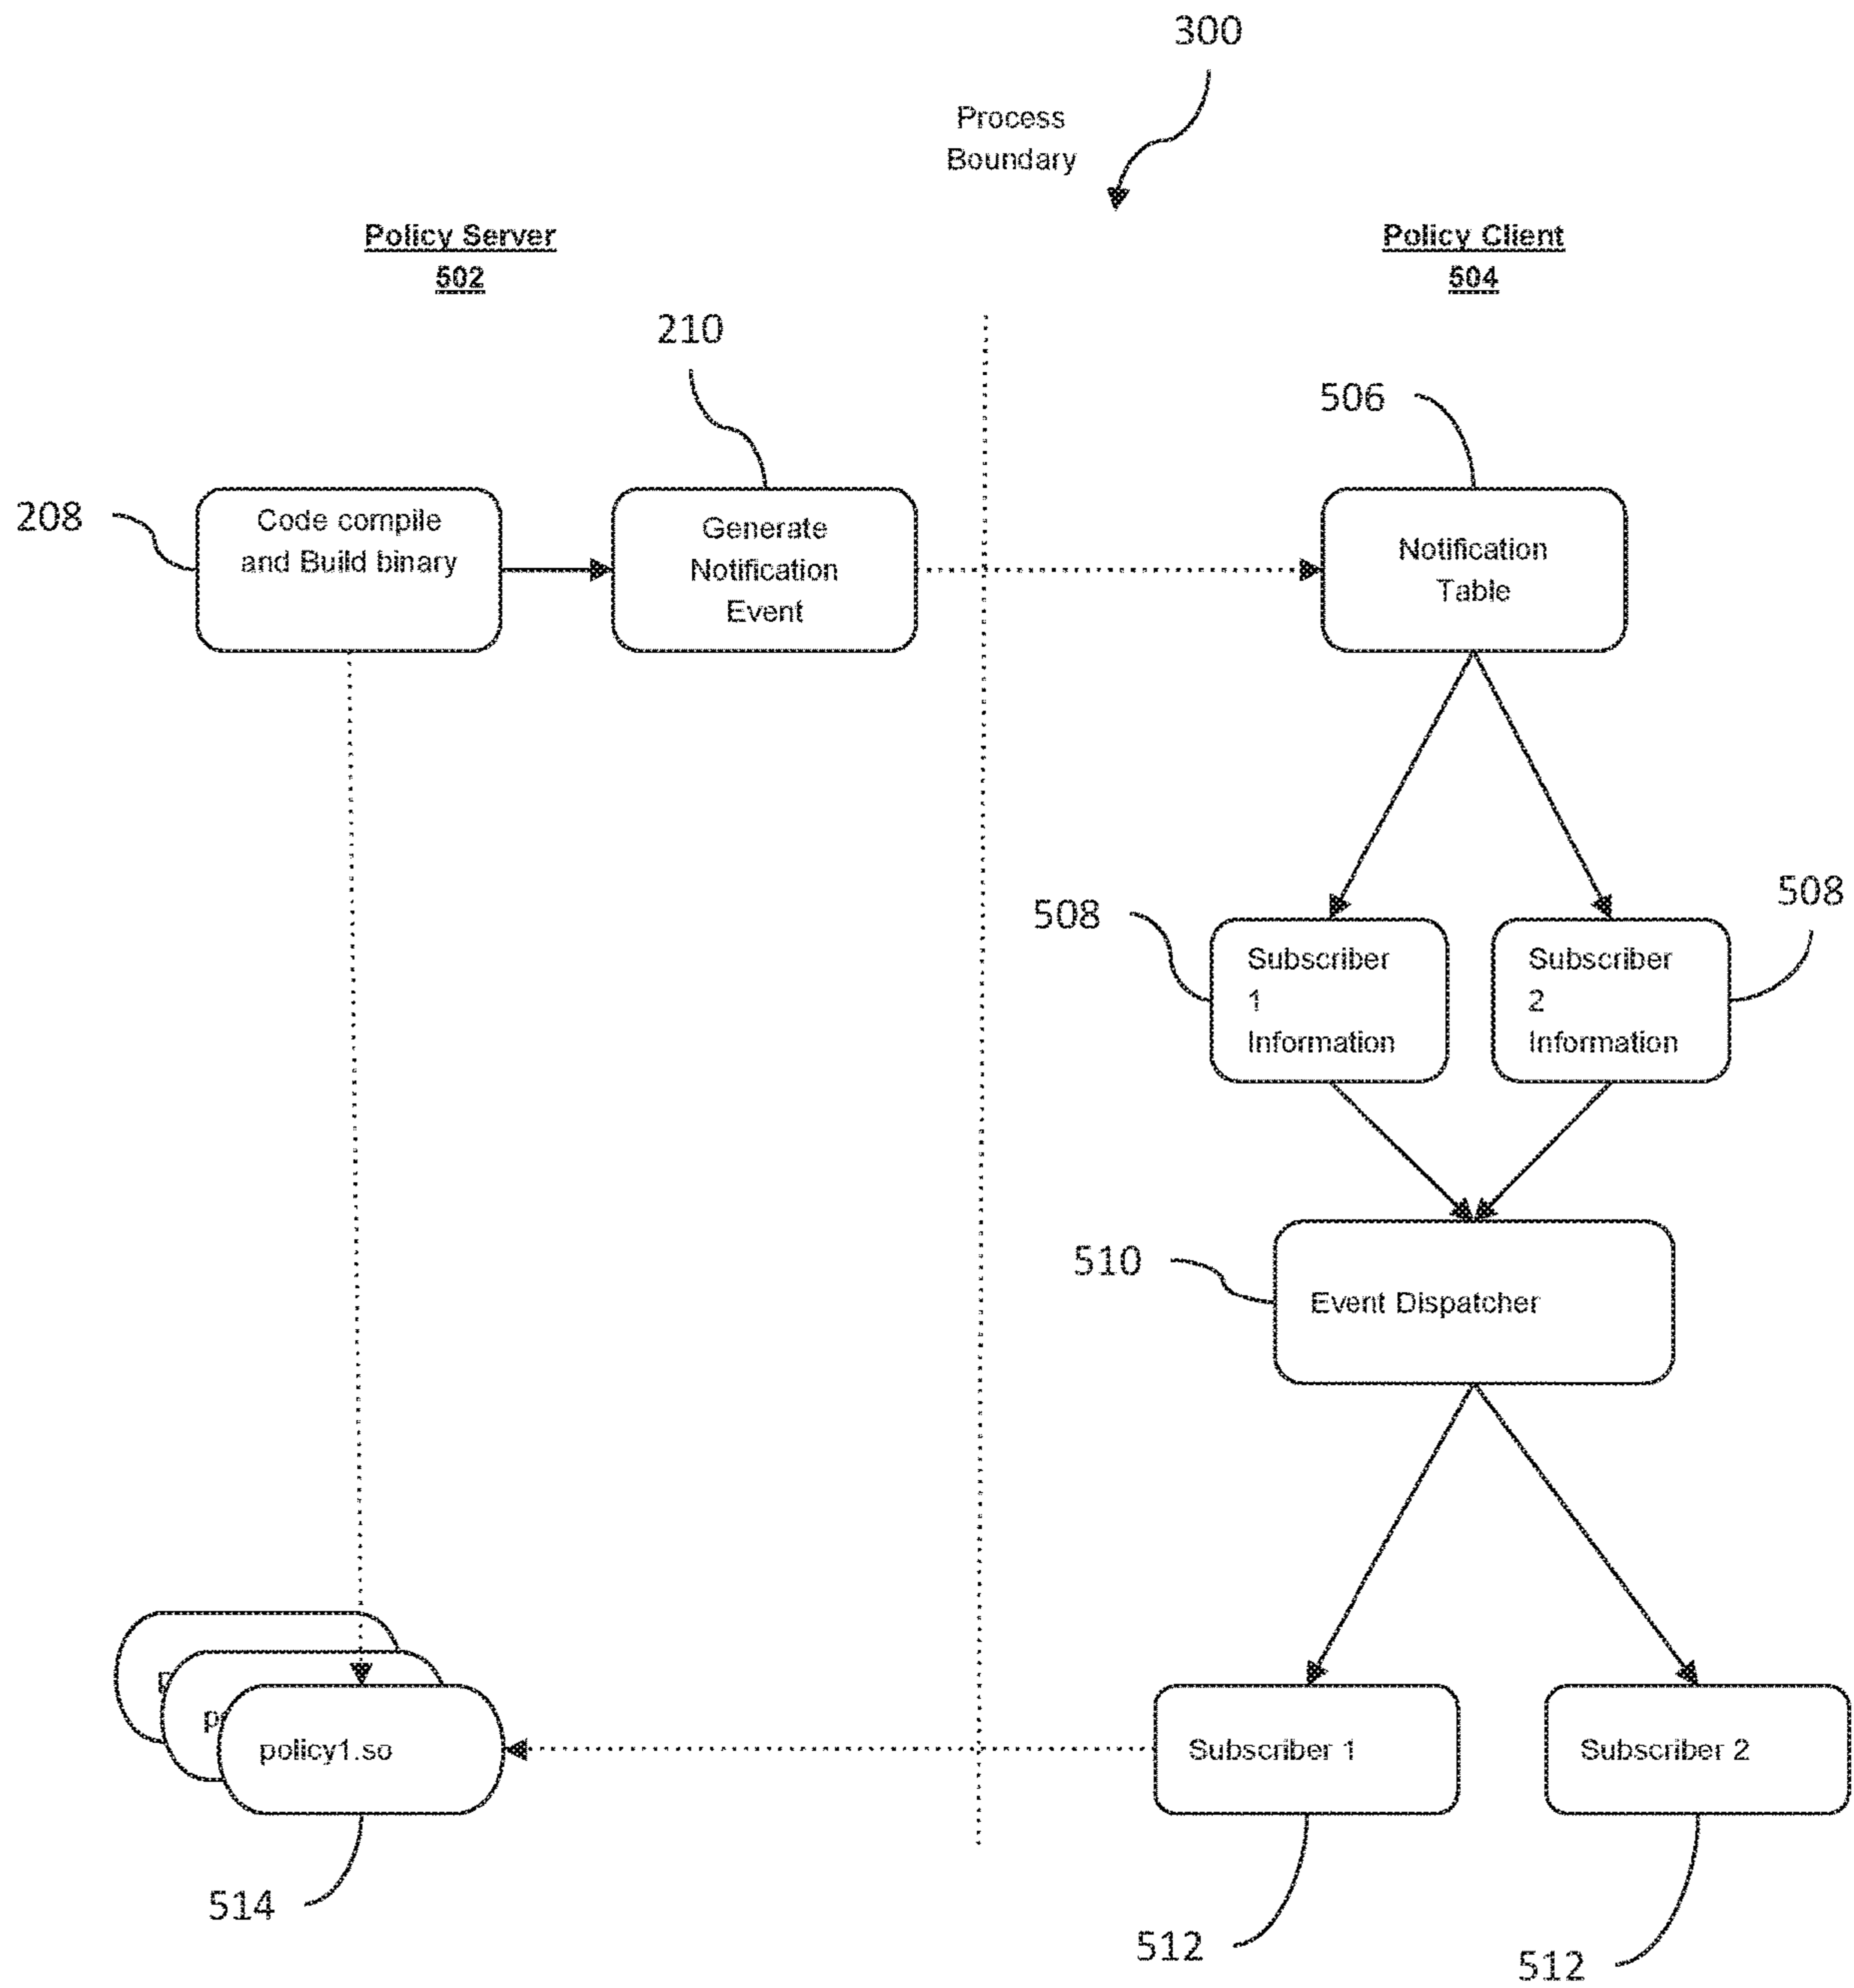 300
Process
Boundary
Policy Server
502
Policy Client
504
210
506
208
Code compile
and Build binary
Generate
Notification
Event
Notification
Table
508
508
Subscriber
1
Information
Subscriber
2
Information
510
Event Dispatcher
policy1.so
Subscriber 1
Subscriber 2
514
512
512